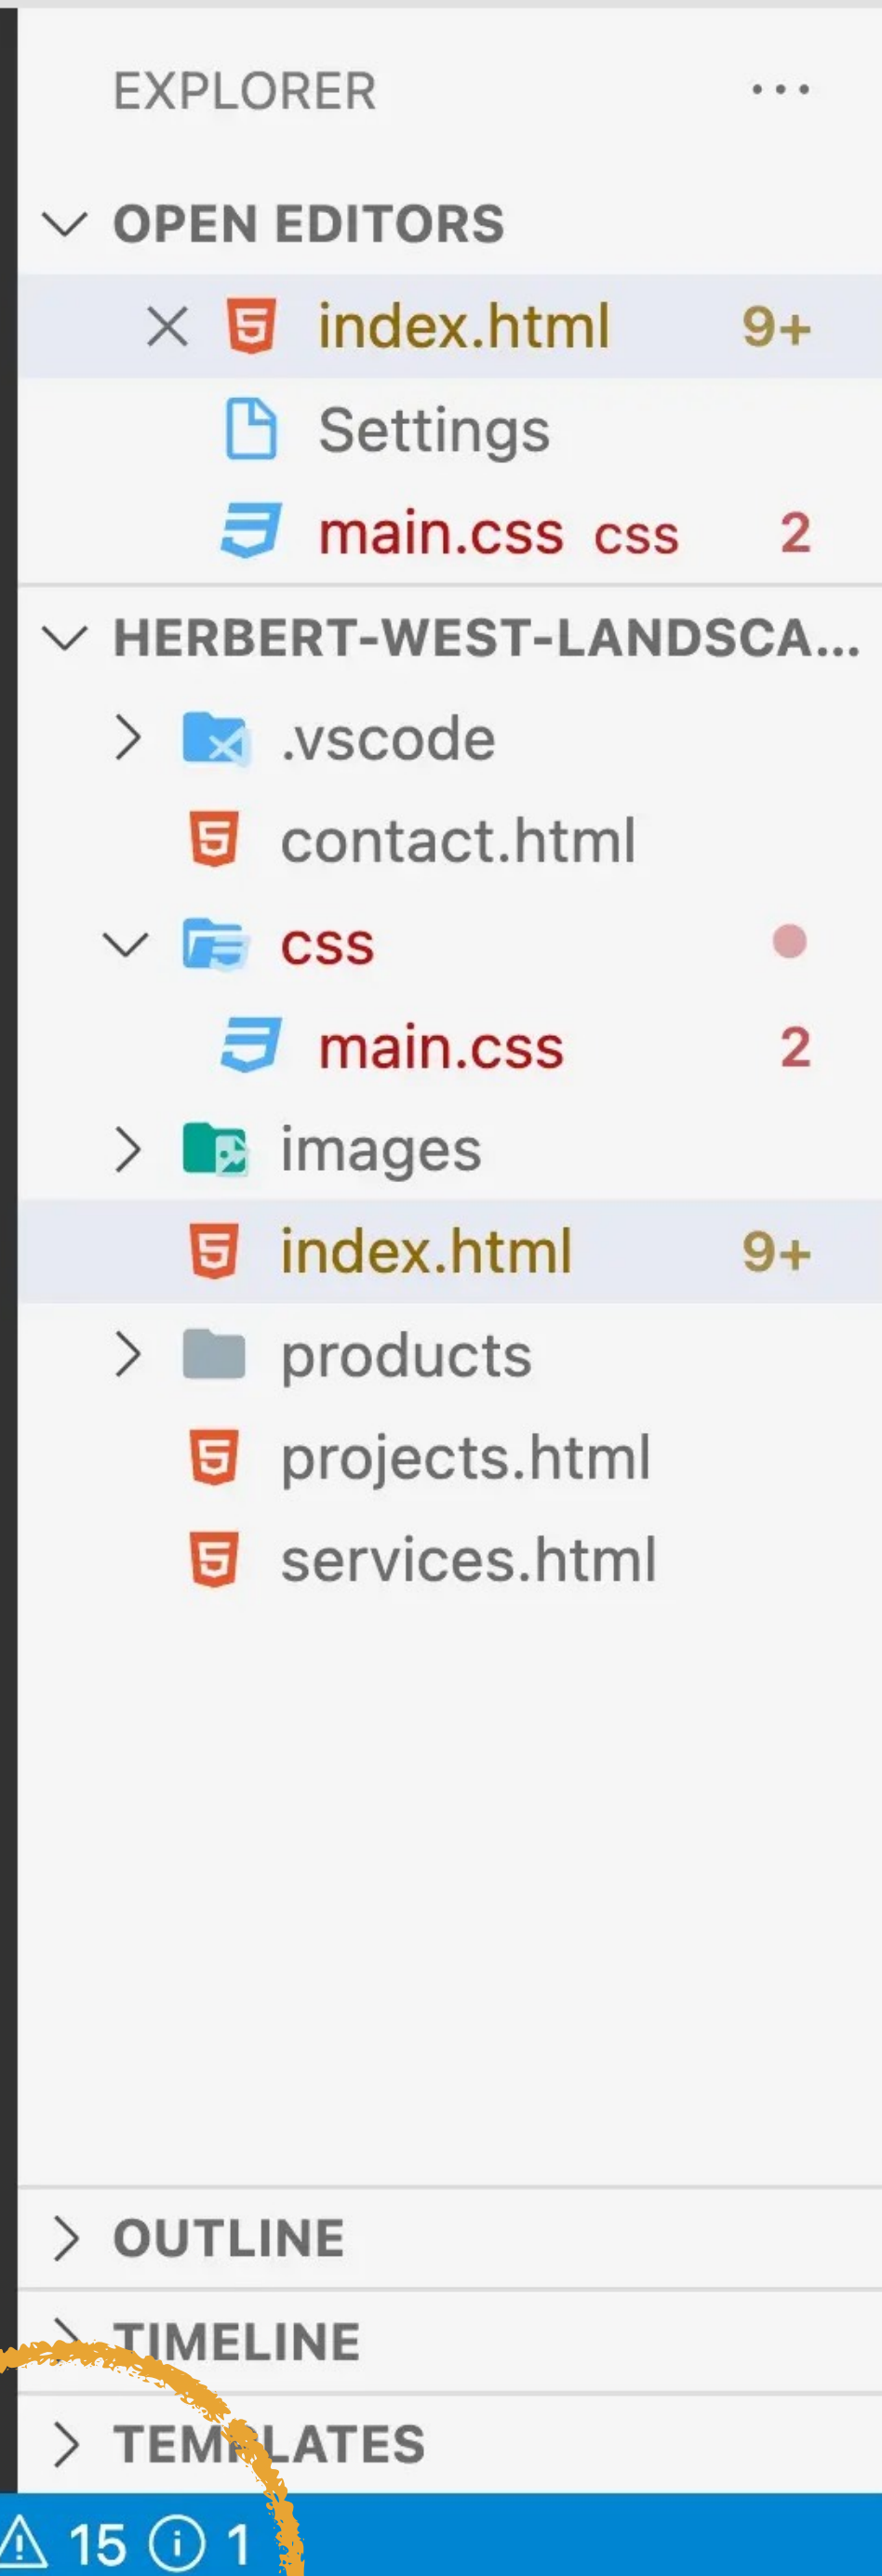 EXPLORER ...
OPEN EDITORS
index.html 9+
Settings
main.css css 2
HERBERT-WEST-LANDSCA...
.vscode
contact.html
css
main.css 2
images
index.html 9+
products
projects.html
services.html
OUTLINE
TIMELINE
TEMPLATES
15 1